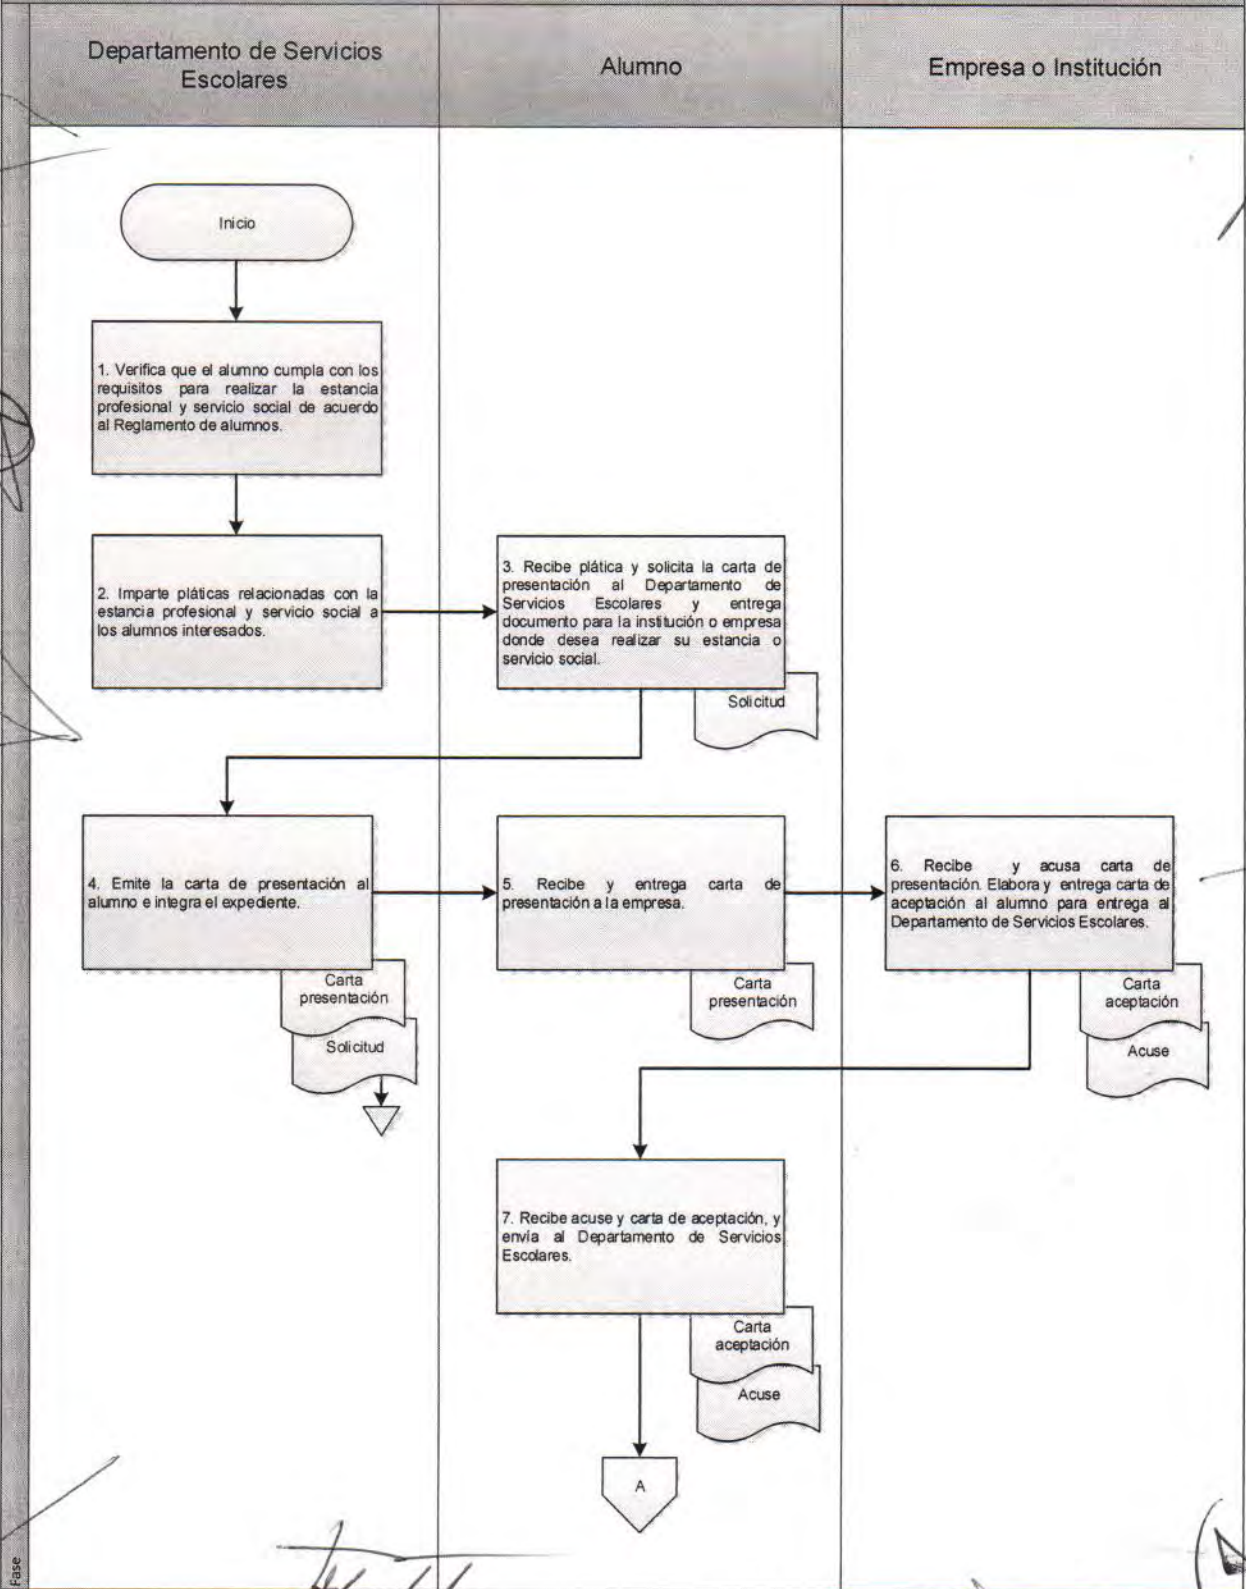 Departamento de Servicios
Escolares
Alumno
Empresa o Institución
Inicio
1. Verifica que el alumno cumpla con los
requisitos para realizar la estancia
profesional y servicio social de acuerdo
al Reglamento de alumnos.
2. Imparte pláticas relacionadas con la
estancia profesional y servicio social a
los alumnos interesados.
3. Recibe plática y solicita la carta de
presentación al Departamento de
Servicios Escolares y entrega
documento para la institución o empresa
donde desea realizar su estancia o
servicio social.
Solicitud
4. Emite la carta de presentación al
alumno e integra el expediente.
Carta
presentación
Solicitud
5. Recibe y entrega carta de
presentación a la empresa.
Carta
presentación
6. Recibe y acusa carta de
presentación. Elabora y entrega carta de
aceptación al alumno para entrega al
Departamento de Servicios Escolares.
Carta
aceptación
Acuse
7. Recibe acuse y carta de aceptación, y
envía al Departamento de Servicios
Escolares.
Carta
aceptación
Acuse
A
Fase